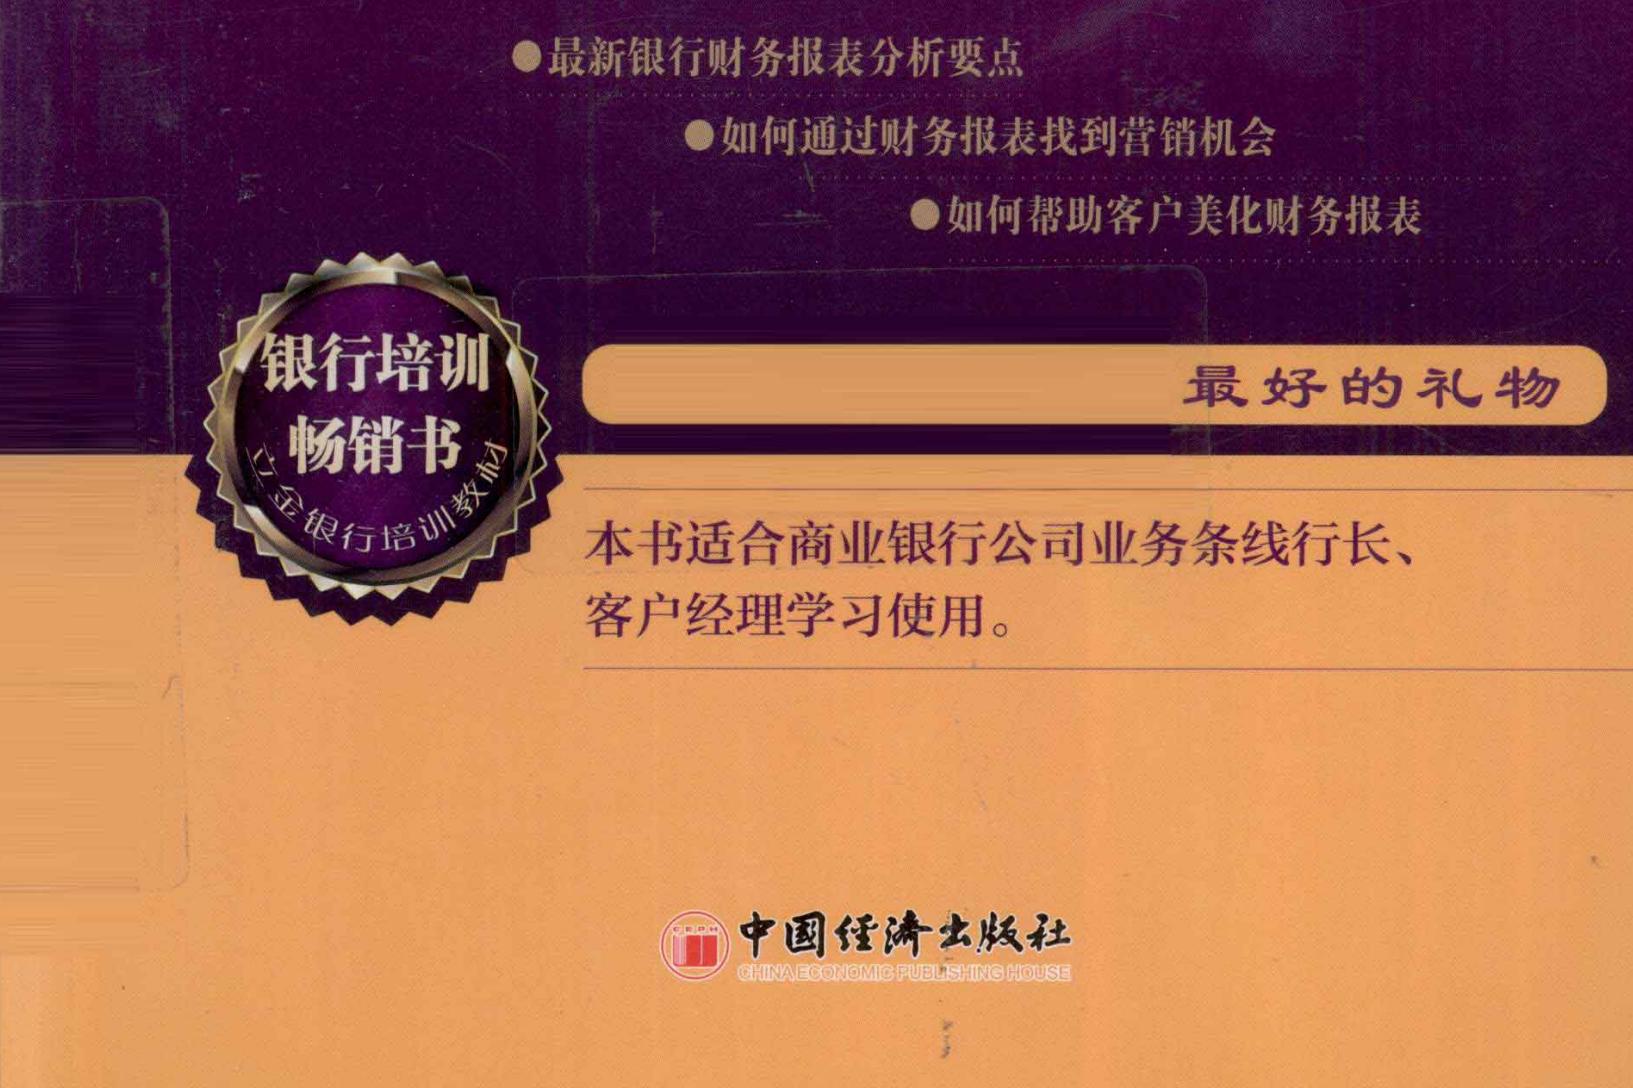 ●最新银行财务报表分析要点
●如何通过财务报表找到营销机会
●如何帮助客户美化财务报表
银行培训
畅销书
立金银行培训教材
最好的礼物
本书适合商业银行公司业务条线行长、
客户经理学习使用。
CEPH
中国经济出版社
CHINA ECONOMIC PUBLISHING HOUSE